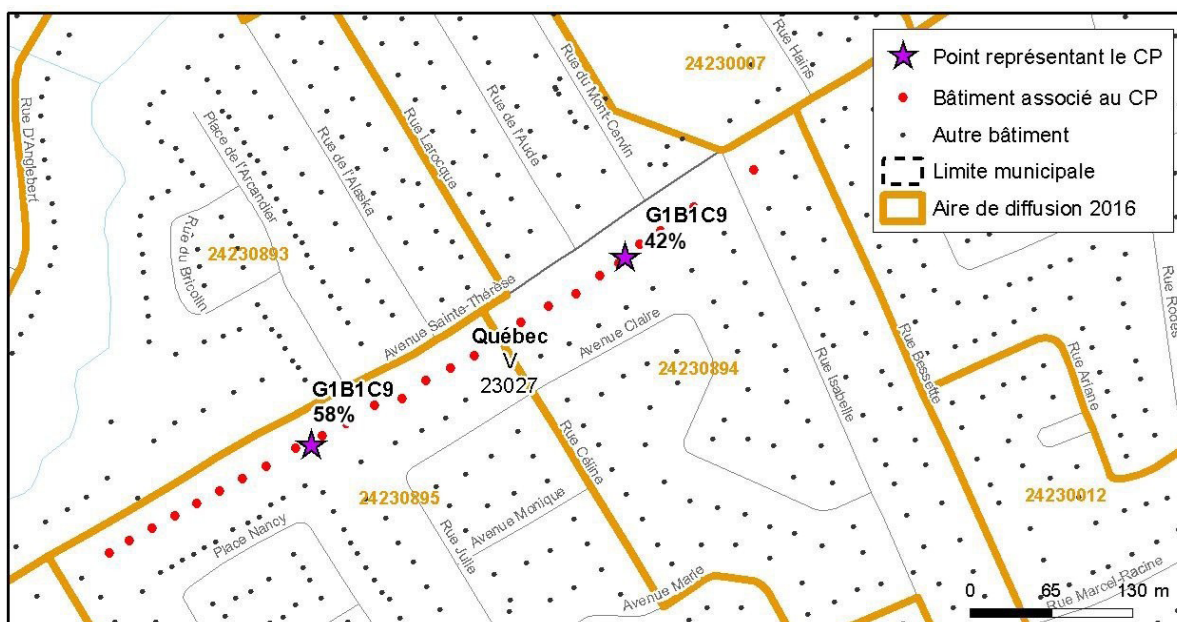 Rue Hains
24230007
Rue du Mont-Cervin
Rue de l'Aude
Rue Larocque
Rue de l'Alaska
Place de l'Arcandier
Rue D'Anglebert
Rue du Bricolin
24230893
Point représentant le CP
Bâtiment associé au CP
Autre bâtiment
Limite municipale
Aire de diffusion 2016
G1B1C9
42%
Avenue Sainte-Thérèse
Québec
V
23027
Avenue Claire
24230894
Rue Isabelle
Rue Bessette
Rue Ariane
Rue Rodes
G1B1C9
58%
24230895
Rue Céline
Avenue Monique
Rue Julie
Place Nancy
24230012
Avenue Marie
Rue Marcel-Racine
0 65 130 m